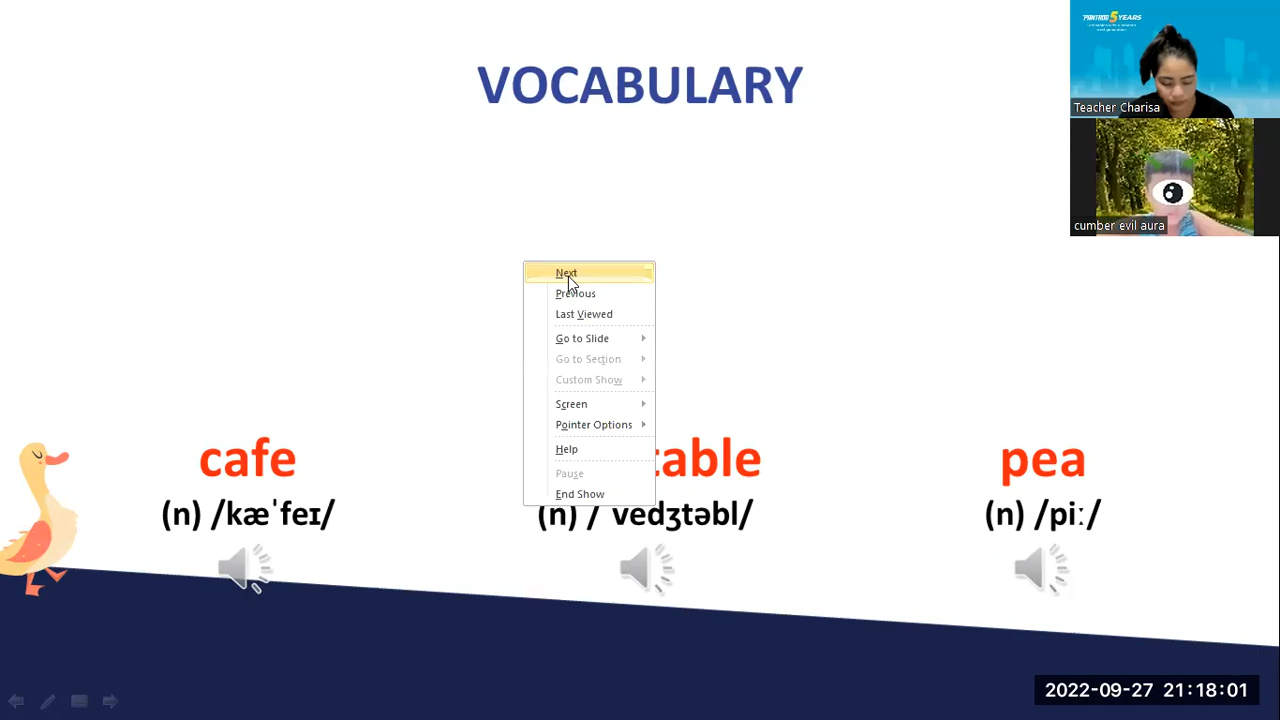 VOCABULARY
PANTADO 5 YEARS
Teacher Charisa
cumber evil aura
Next
Previous
Last Viewed
Go to Slide
Go to Section
Custom Show
Screen
Pointer Options
Help
Pause
End Show
cafe
table
pea
(n) /kæˈfeɪ/
(n) / vedʒtəbl/
(n) /piː/
2022-09-27 21:18:01